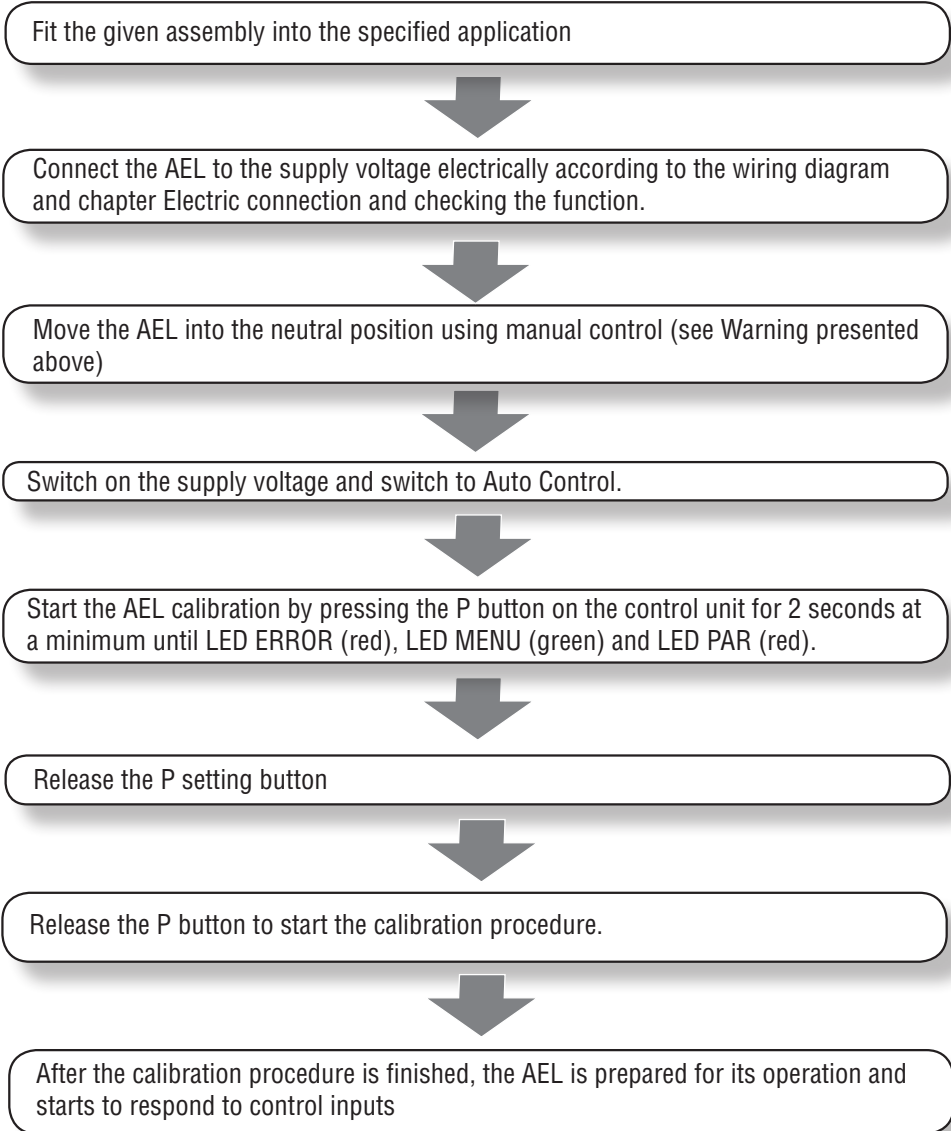 Fit the given assembly into the specified application
Connect the AEL to the supply voltage electrically according to the wiring diagram
and chapter Electric connection and checking the function.
Move the AEL into the neutral position using manual control (see Warning presented
above)
Switch on the supply voltage and switch to Auto Control.
Start the AEL calibration by pressing the P button on the control unit for 2 seconds at
a minimum until LED ERROR (red), LED MENU (green) and LED PAR (red).
Release the P setting button
Release the P button to start the calibration procedure.
After the calibration procedure is finished, the AEL is prepared for its operation and
starts to respond to control inputs